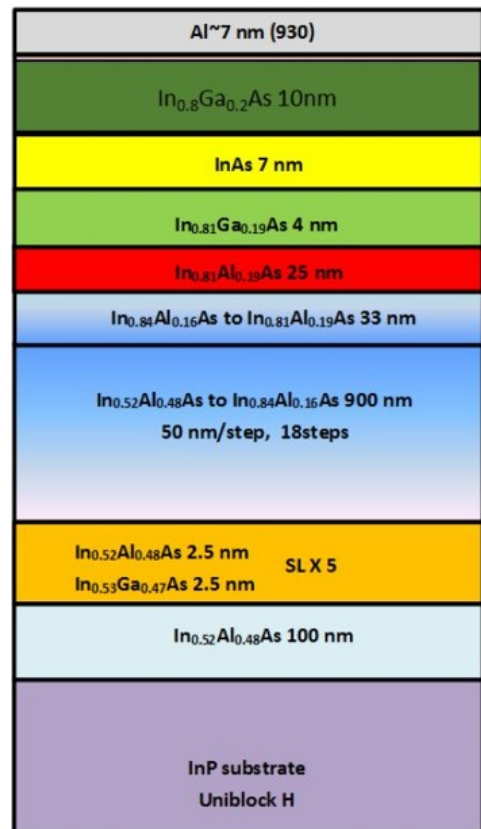 Al~7 nm (930)
In₀.₈Ga₀.₂As 10nm
InAs 7 nm
In₀.₈₁Ga₀.₁₉As 4 nm
In₀.₈₁Al₀.₁₉As 25 nm
In₀.₈₄Al₀.₁₆As to In₀.₈₁Al₀.₁₉As 33 nm
In₀.₅₂Al₀.₄₈As to In₀.₈₄Al₀.₁₆As 900 nm
50 nm/step, 18steps
In₀.₅₂Al₀.₄₈As 2.5 nm
SL X 5
In₀.₅₃Ga₀.₄₇As 2.5 nm
In₀.₅₂Al₀.₄₈As 100 nm
InP substrate
Uniblock H